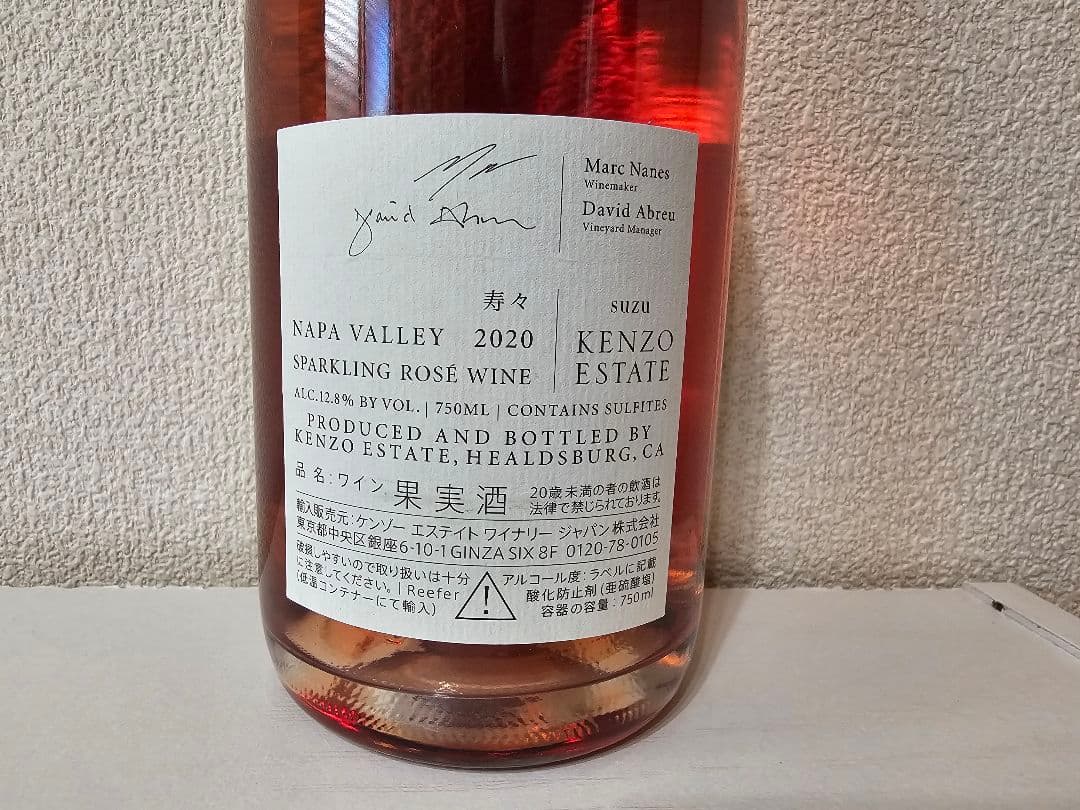 David Abreu
Marc Nanes
Winemaker
David Abreu
Vineyard Manager
寿々
NAPA VALLEY 2020
SPARKLING ROSÉ WINE
suzu
KENZO
ESTATE
ALC.12.8% BY VOL. | 750ML | CONTAINS SULFITES
PRODUCED AND BOTTLED BY
KENZO ESTATE, HEALDSBURG, CA
品名:ワイン 果実酒
20歳未満の者の飲酒は
法律で禁じられております。
輸入販売元:ケンゾー エステイト ワイナリー ジャパン株式会社
東京都中央区銀座6-10-1 GINZA SIX 8F 0120-78-0105
破損しやすいので取り扱いは十分
に注意してください。| Reefer
(低温コンテナーにて輸入)
アルコール度:ラベルに記載
酸化防止剤(亜硫酸塩)
容器の容量:750ml